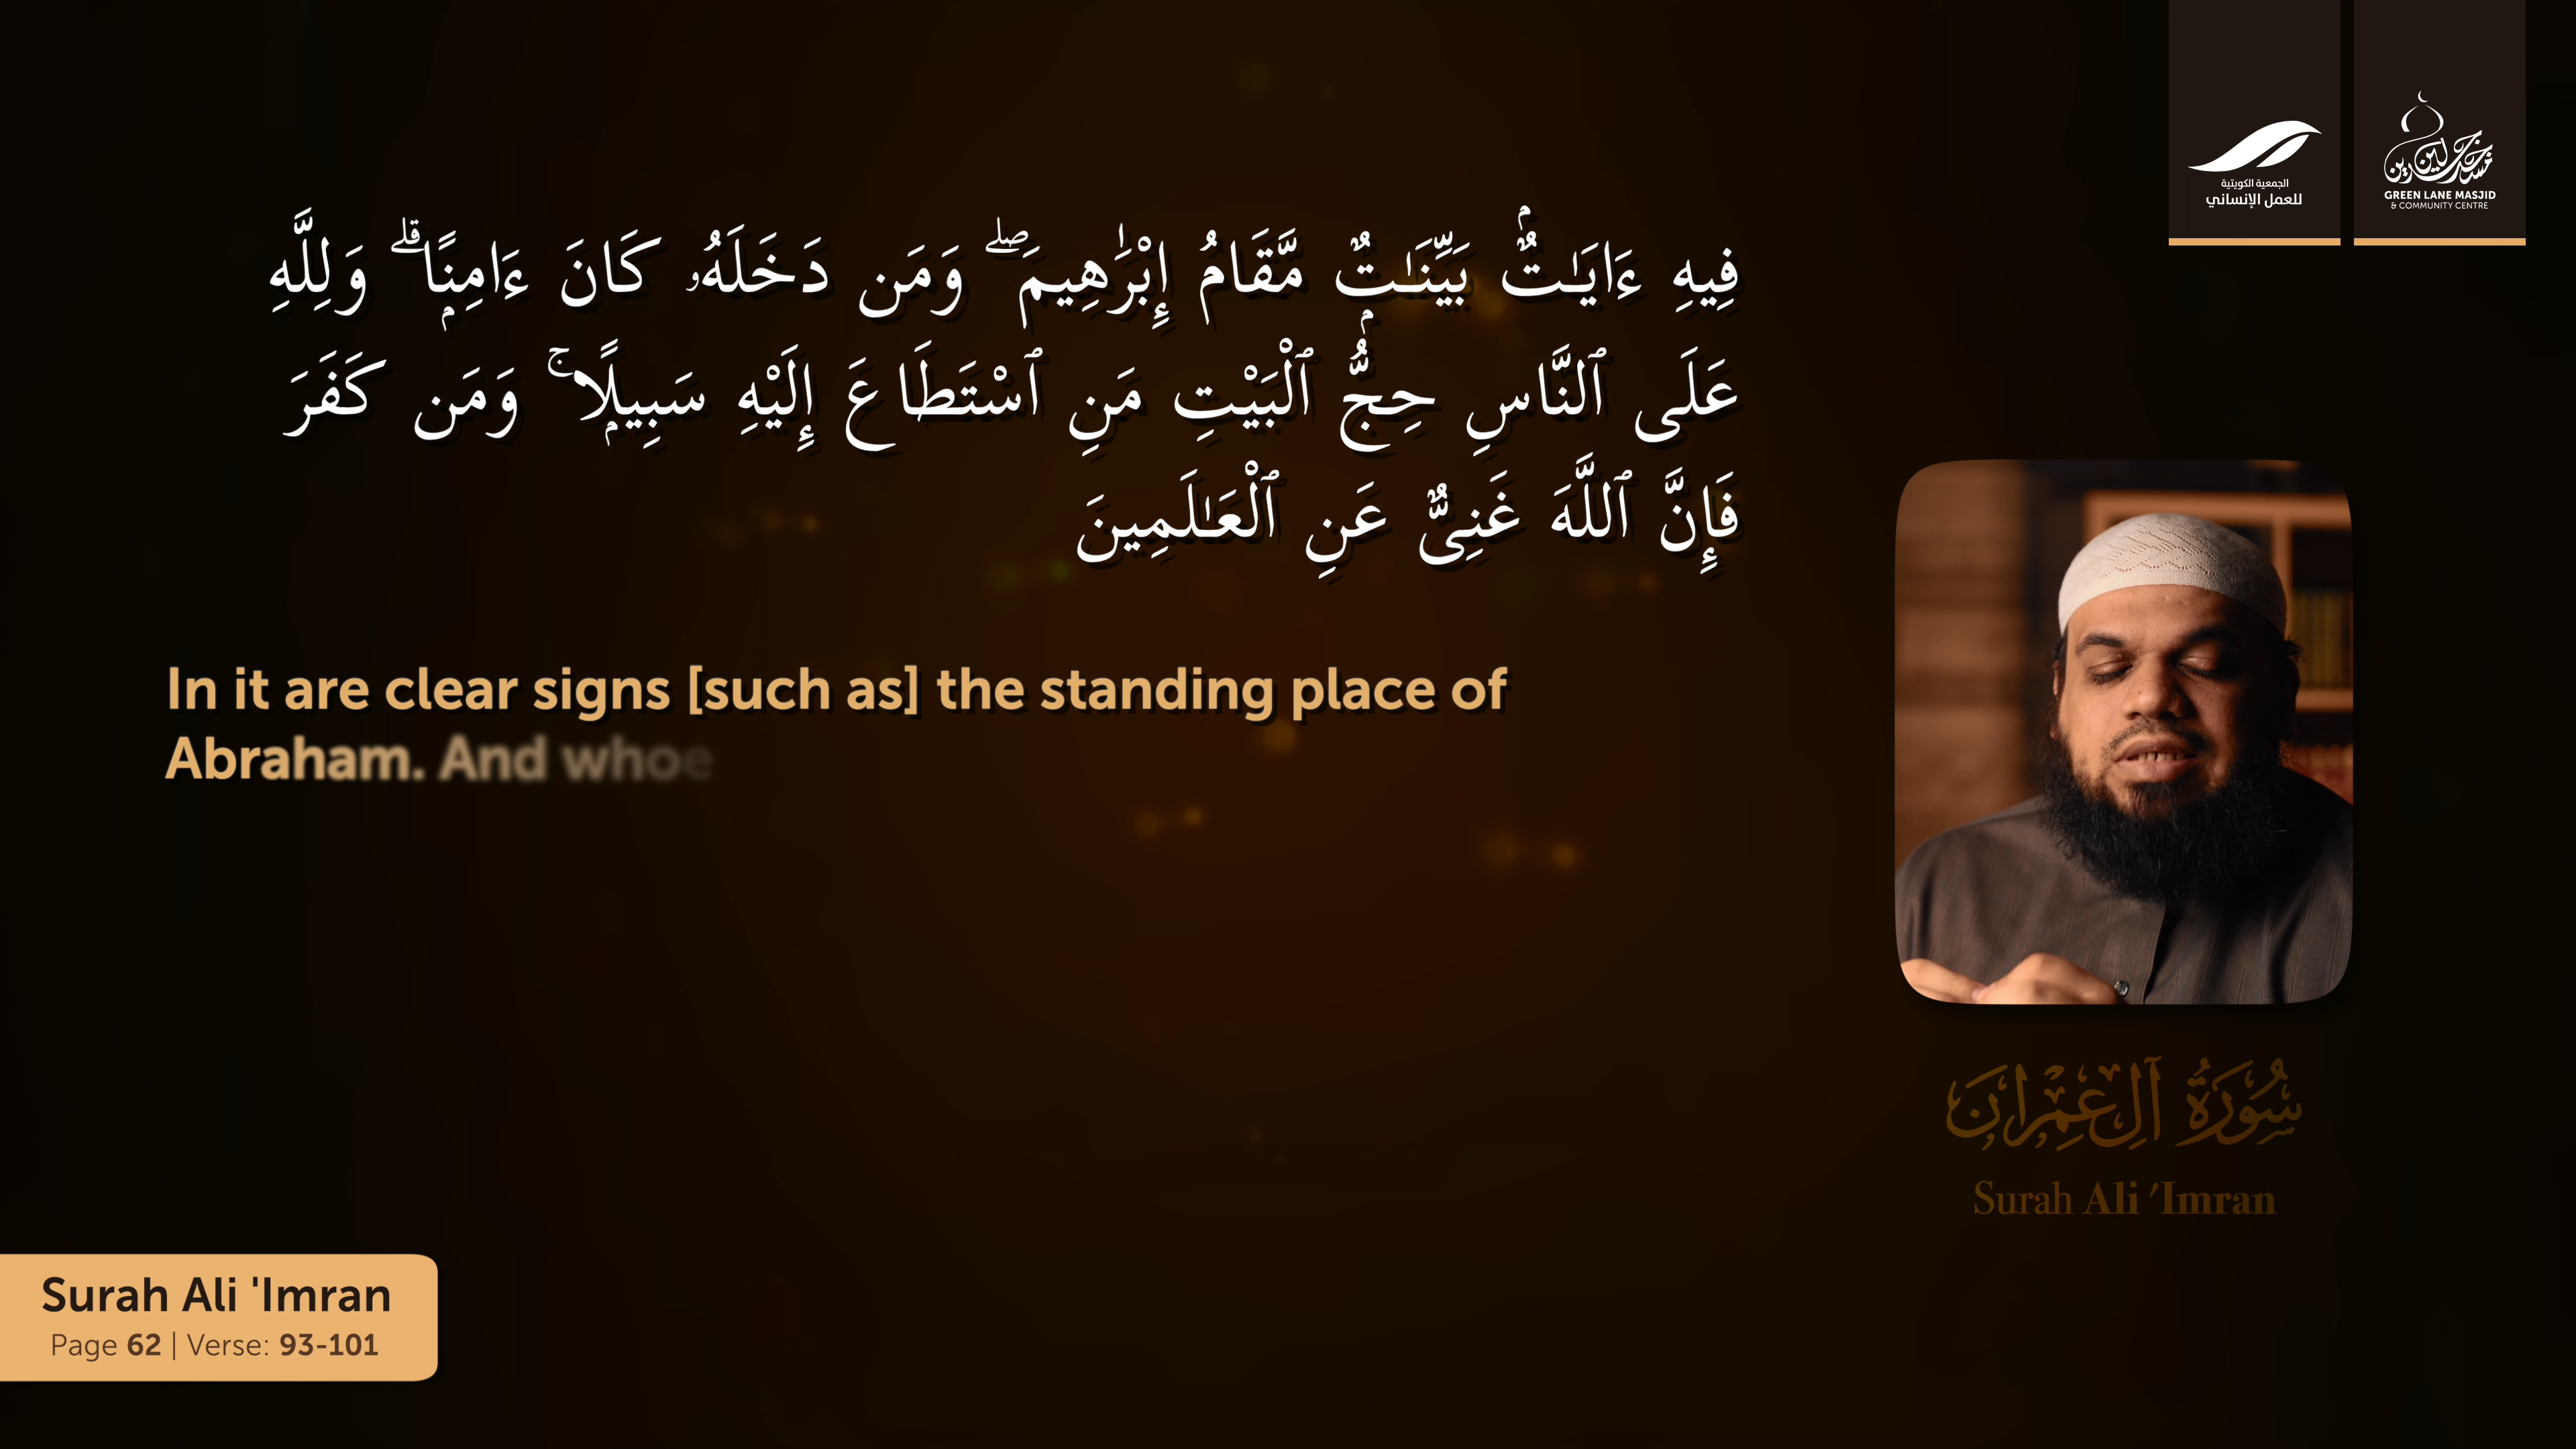 الجمعية الكويتية
للعمل الإنساني
GREEN LANE MASJID
& COMMUNITY CENTRE
فِيهِ ءَايَـٰتٌۢ بَيِّنَـٰتٌ مَّقَامُ إِبْرَٰهِيمَ ۖ وَمَن دَخَلَهُۥ كَانَ ءَامِنًۭا ۗ وَلِلَّهِ
عَلَى ٱلنَّاسِ حِجُّ ٱلْبَيْتِ مَنِ ٱسْتَطَاعَ إِلَيْهِ سَبِيلًۭا ۚ وَمَن كَفَرَ
فَإِنَّ ٱللَّهَ غَنِىٌّ عَنِ ٱلْعَـٰلَمِينَ
In it are clear signs [such as] the standing place of
Abraham. And whoe
سُورَةُ آلِ عِمْرَان
Surah Ali 'Imran
Surah Ali 'Imran
Page 62 | Verse: 93-101